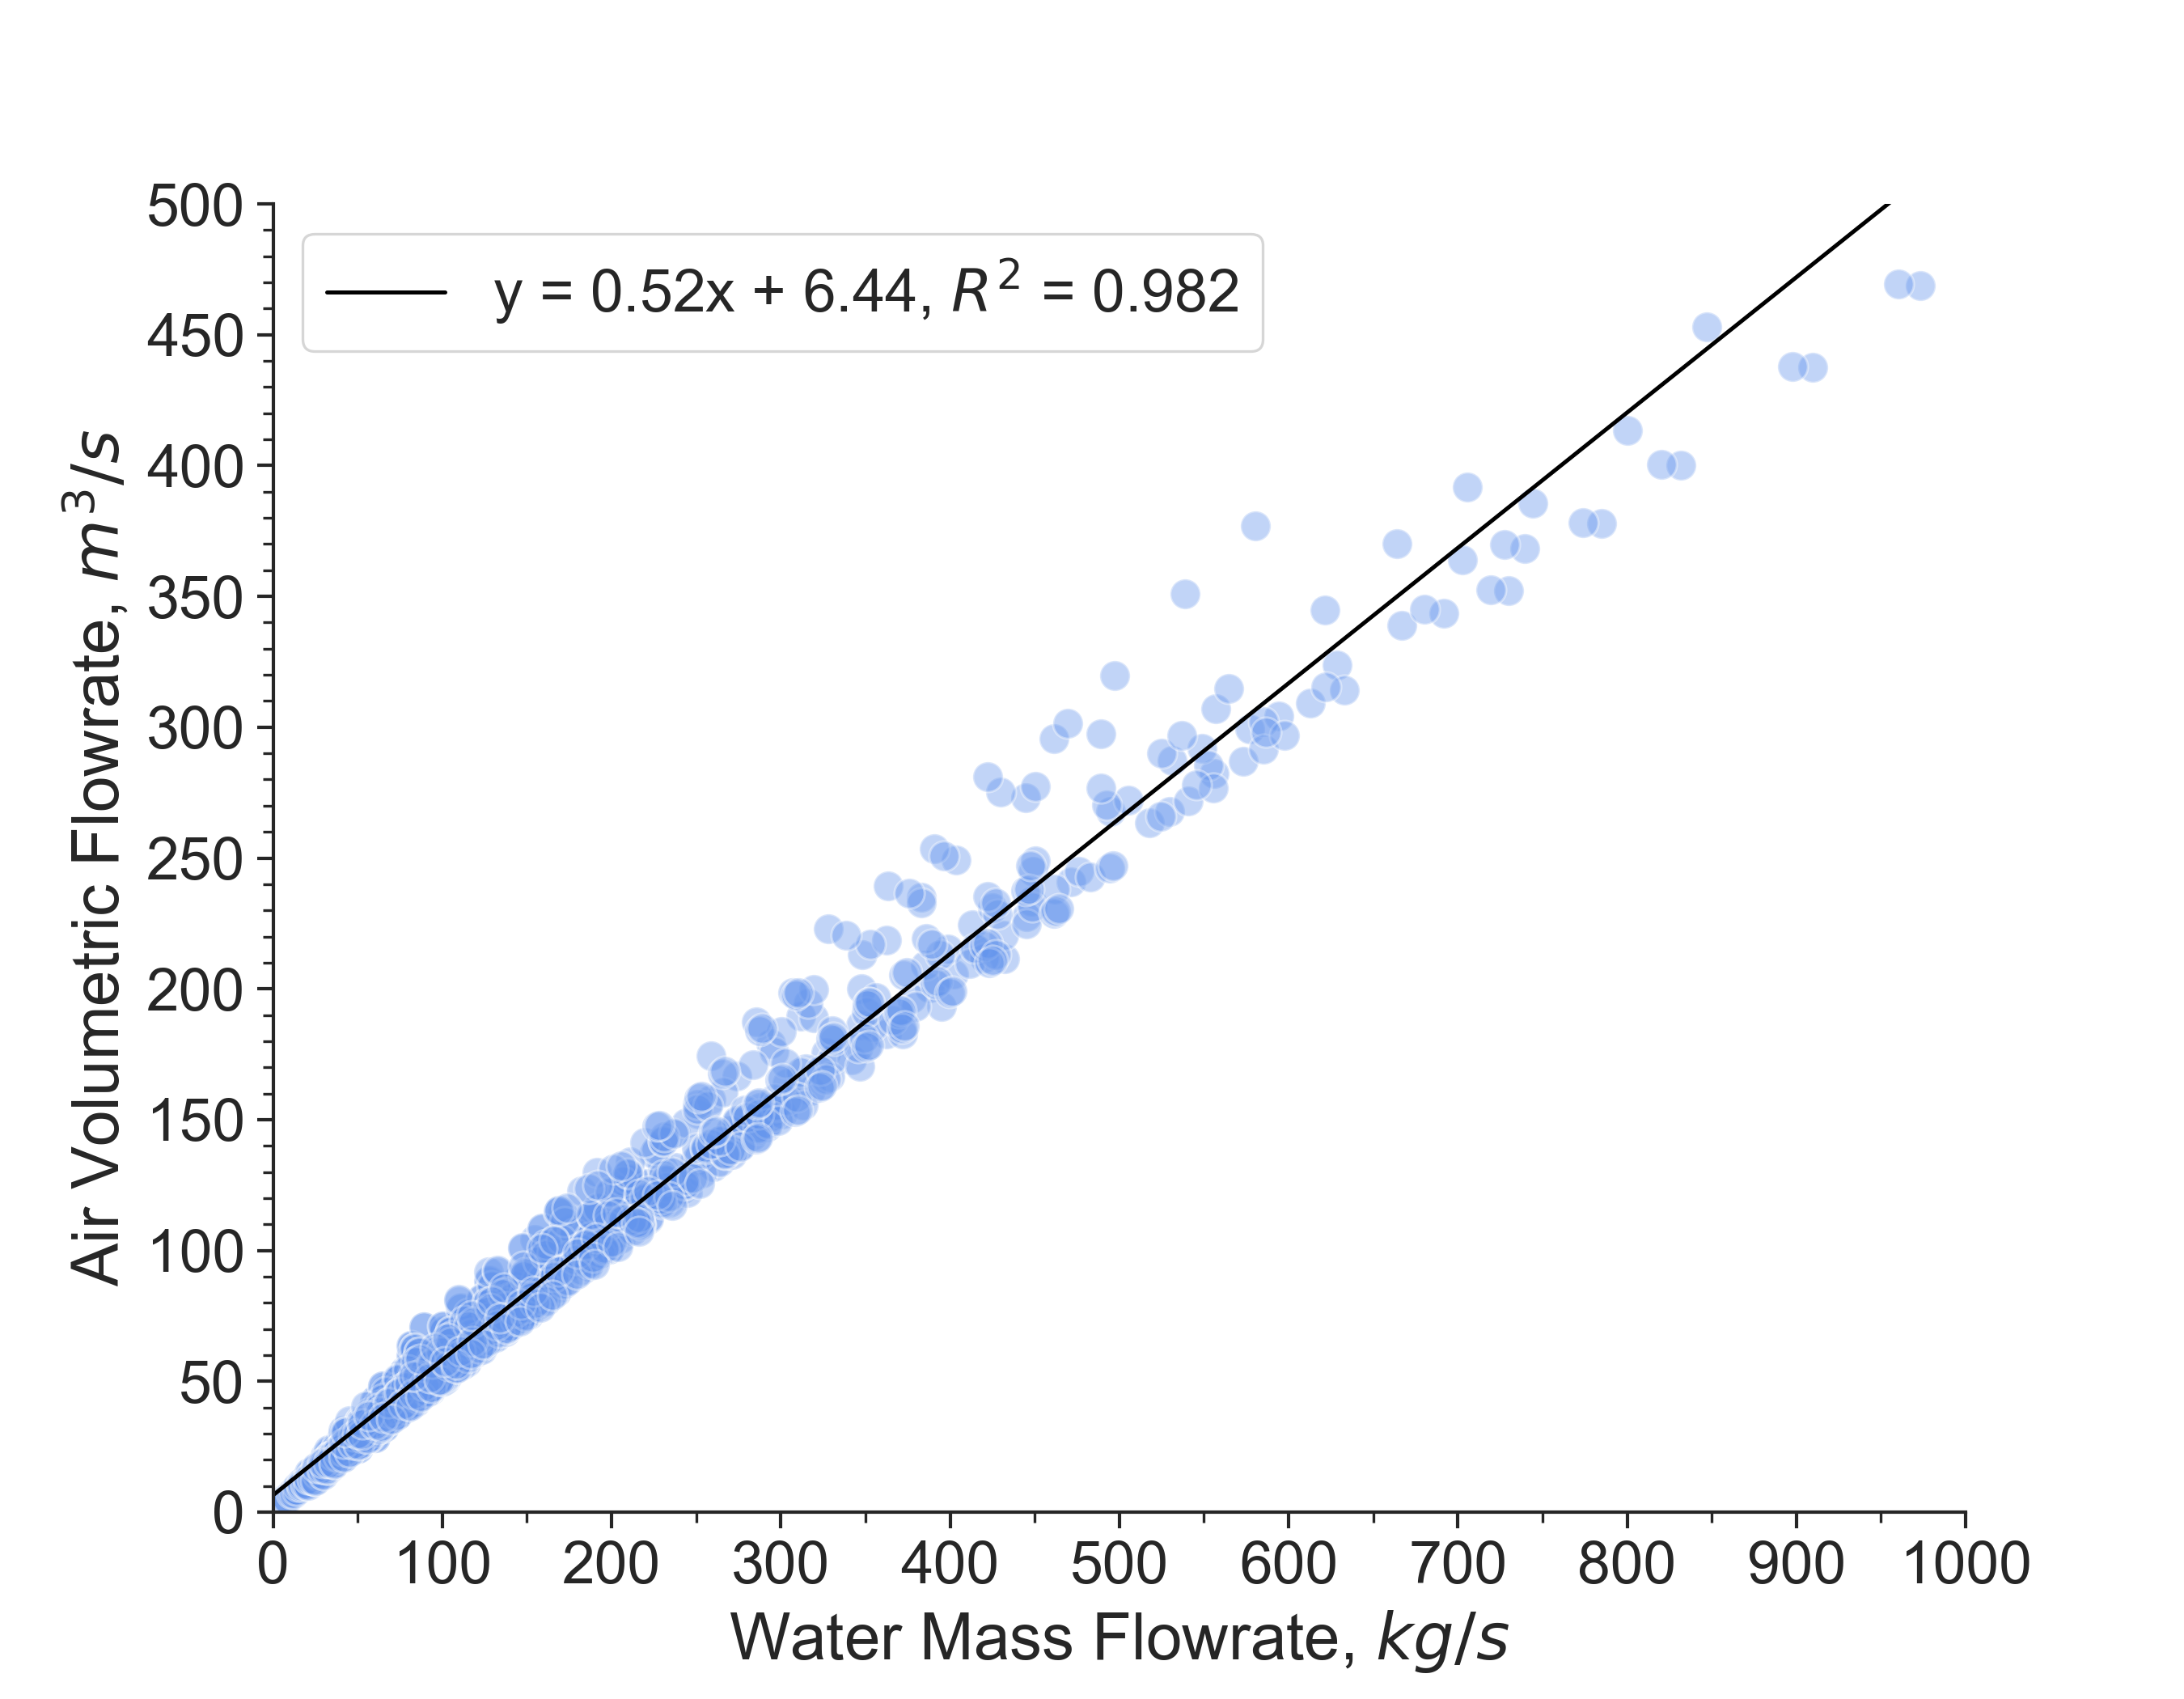 500
450
400
350
300
250
200
150
100
50
0
Air Volumetric Flowrate, m³/s
y = 0.52x + 6.44, R² = 0.982
0 100 200 300 400 500 600 700 800 900 1000
Water Mass Flowrate, kg/s